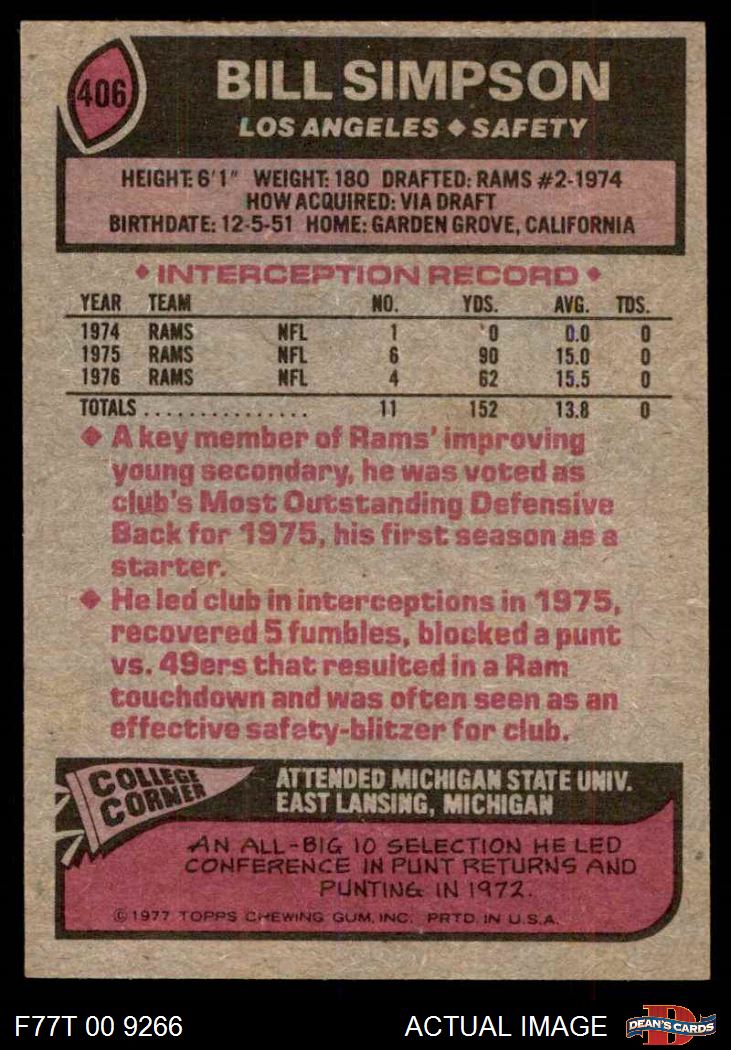 406
BILL SIMPSON
LOS ANGELES ◆ SAFETY
HEIGHT: 6'1" WEIGHT: 180 DRAFTED: RAMS #2-1974
HOW ACQUIRED: VIA DRAFT
BIRTHDATE: 12-5-51 HOME: GARDEN GROVE, CALIFORNIA
◆ INTERCEPTION RECORD ◆
YEAR TEAM NO. YDS. AVG. TDS.
1974 RAMS NFL 1 0 0.0 0
1975 RAMS NFL 6 90 15.0 0
1976 RAMS NFL 4 62 15.5 0
TOTALS ................ 11 152 13.8 0
◆ A key member of Rams' improving
young secondary, he was voted as
club's Most Outstanding Defensive
Back for 1975, his first season as a
starter.
◆ He led club in interceptions in 1975,
recovered 5 fumbles, blocked a punt
vs. 49ers that resulted in a Ram
touchdown and was often seen as an
effective safety-blitzer for club.
COLLEGE
CORNER
ATTENDED MICHIGAN STATE UNIV.
EAST LANSING, MICHIGAN
AN ALL-BIG 10 SELECTION HE LED
CONFERENCE IN PUNT RETURNS AND
PUNTING IN 1972.
© 1977 TOPPS CHEWING GUM, INC. PRTD. IN U.S.A.
F77T 00 9266
ACTUAL IMAGE
D
DEAN'S CARDS